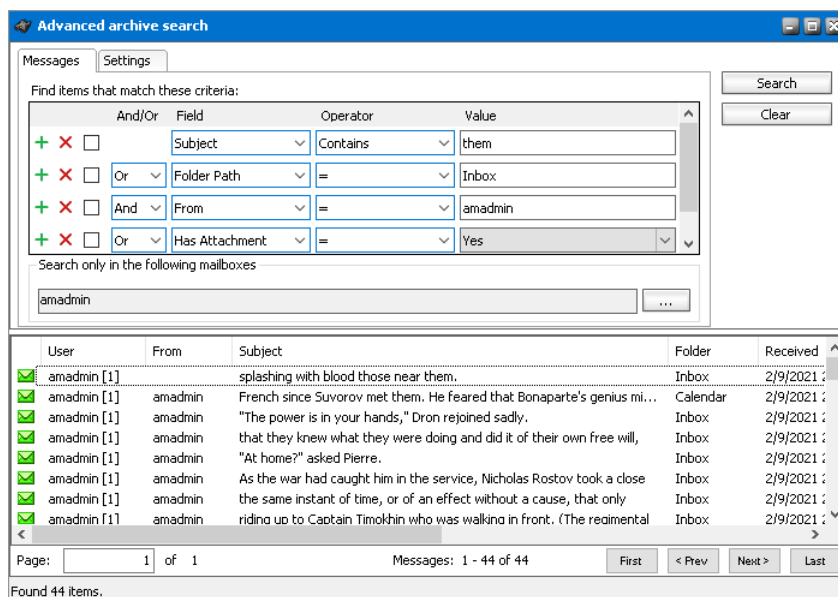 Advanced archive search
Messages Settings
Find items that match these criteria:
And/Or Field Operator Value
Subject Contains them
Or Folder Path = Inbox
And From = amadmin
Or Has Attachment = Yes
Search
Clear
Search only in the following mailboxes
amadmin ...
User From Subject Folder Received
amadmin [1] splashing with blood those near them. Inbox 2/9/2021
amadmin [1] amadmin French since Suvorov met them. He feared that Bonaparte's genius mi... Calendar 2/9/2021
amadmin [1] amadmin "The power is in your hands," Dron rejoined sadly. Inbox 2/9/2021
amadmin [1] amadmin that they knew what they were doing and did it of their own free will, Inbox 2/9/2021
amadmin [1] amadmin "At home?" asked Pierre. Inbox 2/9/2021
amadmin [1] amadmin As the war had caught him in the service, Nicholas Rostov took a close Inbox 2/9/2021
amadmin [1] amadmin the same instant of time, or of an effect without a cause, that only Inbox 2/9/2021
amadmin [1] amadmin riding up to Captain Timokhin who was walking in front. (The regimental Inbox 2/9/2021
Page: 1 of 1 Messages: 1 - 44 of 44 First < Prev Next > Last
Found 44 items.